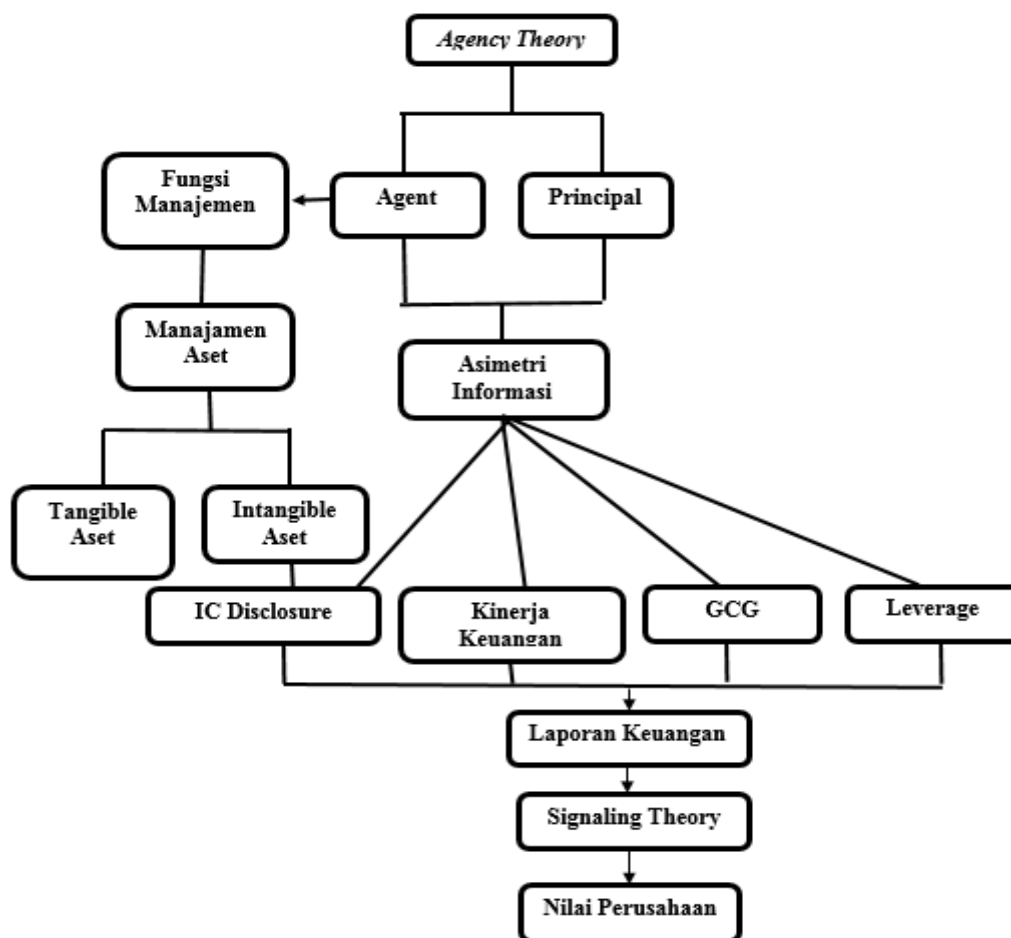 Agency Theory
Fungsi
Manajemen
Agent
Principal
Manajamen
Aset
Asimetri
Informasi
Tangible
Aset
Intangible
Aset
IC Disclosure
Kinerja
Keuangan
GCG
Leverage
Laporan Keuangan
Signaling Theory
Nilai Perusahaan